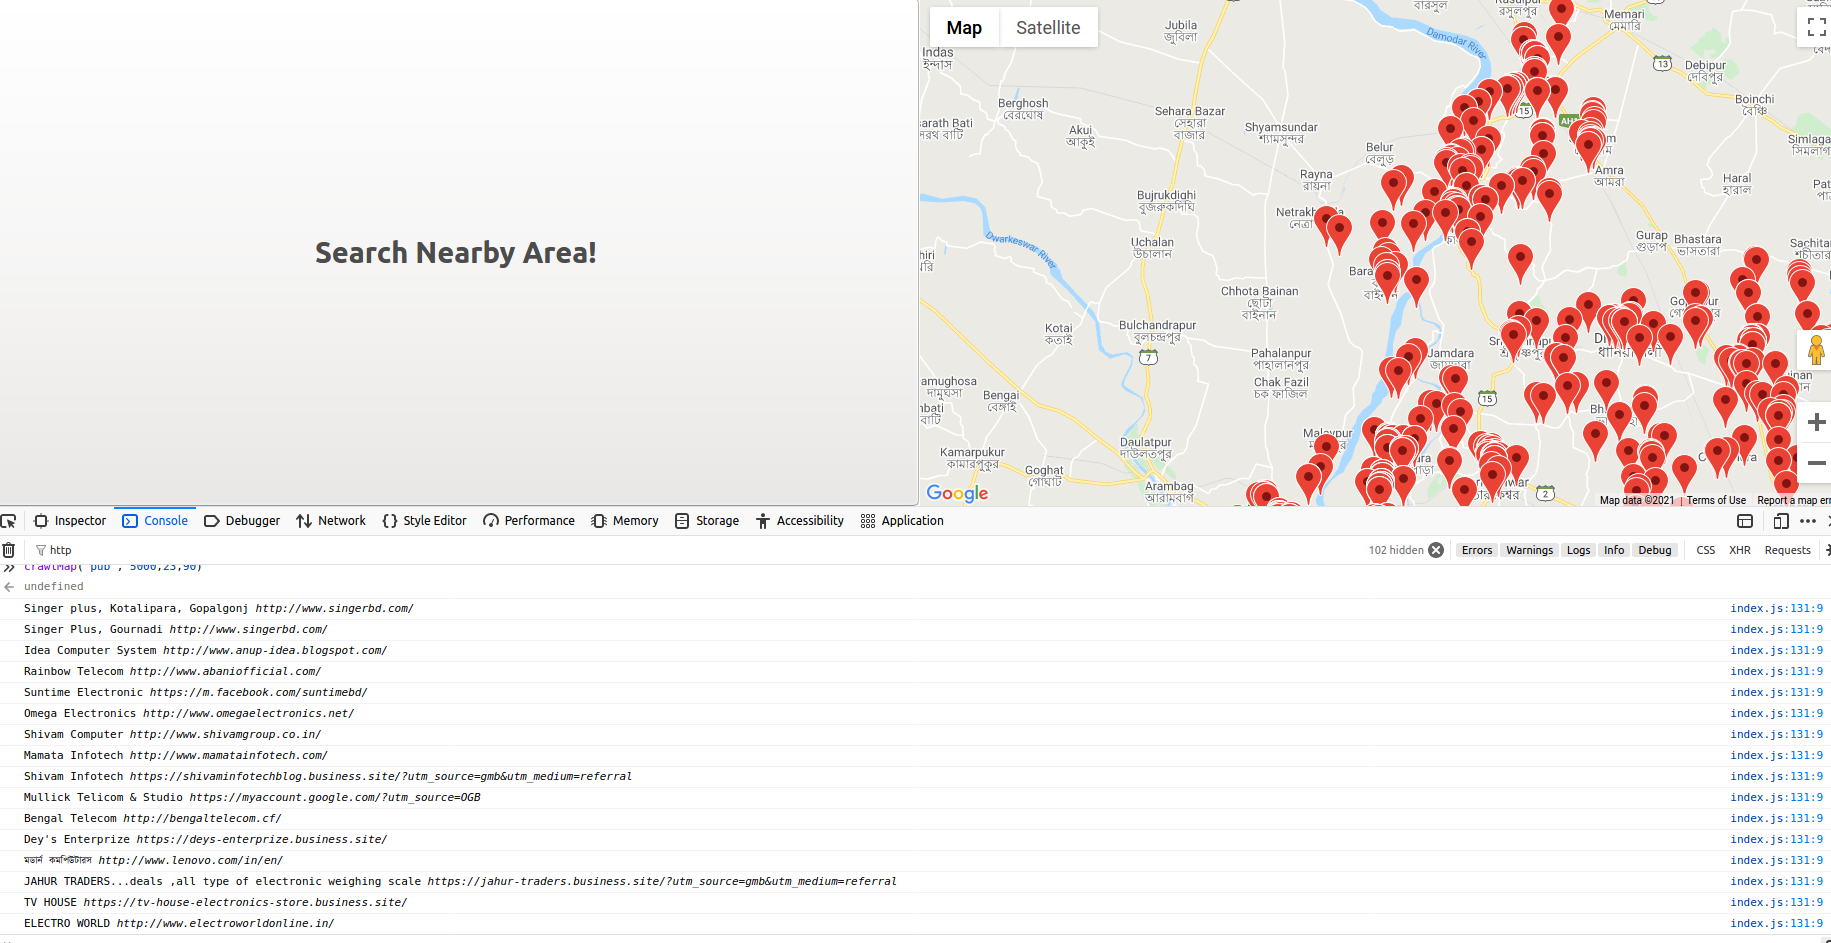 Search Nearby Area!
Map Satellite
Indas
ইন্দাস
Jubila
জুবিলা
বারসুল
রসুলপুর
Memari
মেমারি
Damodar River
13
Debipur
দেবিপুর
Boinchi
বৈঞ্চি
Berghosh
বেরঘোষ
Sehara Bazar
সেহারা
বাজার
Akui
আকুই
Shyamsundar
শ্যামসুন্দর
15
Belur
বেলুড়
Rayna
রায়না
Amra
আমরা
Haral
হারাল
Bujrukdighi
বুজরুকদিঘি
Dwarkeswar River
Uchalan
উচালান
Gurap
গুড়াপ
Bhastara
ভাসতারা
Chhota Bainan
ছোটা
বাইনান
Kotai
কতাই
Bulchandrapur
বুলচন্দ্রপুর
7
Pahalanpur
পাহালানপুর
Jamdara
Chak Fazil
চক ফাজিল
15
Bengai
বেঙ্গাই
Daulatpur
দাউলতপুর
Kamarpukur
কামারপুকুর
Goghat
গোঘাট
Arambag
আরামবাগ
2
Google
Map data ©2021 Terms of Use Report a map err
Inspector Console Debugger Network Style Editor Performance Memory Storage Accessibility Application
http 102 hidden Errors Warnings Logs Info Debug CSS XHR Requests
crawlMap('pub', 5000,23,90)
undefined
Singer plus, Kotalipara, Gopalgonj http://www.singerbd.com/ index.js:131:9
Singer Plus, Gournadi http://www.singerbd.com/ index.js:131:9
Idea Computer System http://www.anup-idea.blogspot.com/ index.js:131:9
Rainbow Telecom http://www.abaniofficial.com/ index.js:131:9
Suntime Electronic https://m.facebook.com/suntimebd/ index.js:131:9
Omega Electronics http://www.omegaelectronics.net/ index.js:131:9
Shivam Computer http://www.shivamgroup.co.in/ index.js:131:9
Mamata Infotech http://www.mamatainfotech.com/ index.js:131:9
Shivam Infotech https://shivaminfotechblog.business.site/?utm_source=gmb&utm_medium=referral index.js:131:9
Mullick Telicom & Studio https://myaccount.google.com/?utm_source=OGB index.js:131:9
Bengal Telecom http://bengaltelecom.cf/ index.js:131:9
Dey's Enterprize https://deys-enterprize.business.site/ index.js:131:9
মডার্ন কমপিউটারস http://www.lenovo.com/in/en/ index.js:131:9
JAHUR TRADERS...deals ,all type of electronic weighing scale https://jahur-traders.business.site/?utm_source=gmb&utm_medium=referral index.js:131:9
TV HOUSE https://tv-house-electronics-store.business.site/ index.js:131:9
ELECTRO WORLD http://www.electroworldonline.in/ index.js:131:9